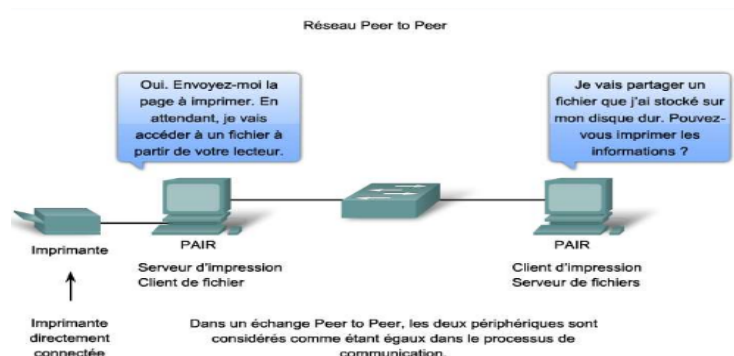 Réseau Peer to Peer
Oui. Envoyez-moi la
page à imprimer. En
attendant, je vais
accéder à un fichier à
partir de votre lecteur.
Je vais partager un
fichier que j'ai stocké sur
mon disque dur. Pouvez-
vous imprimer les
informations ?
Imprimante
PAIR
Serveur d'impression
Client de fichier
PAIR
Client d'impression
Serveur de fichiers
Imprimante
directement
connectée
Dans un échange Peer to Peer, les deux périphériques sont
considérés comme étant égaux dans le processus de
communication.